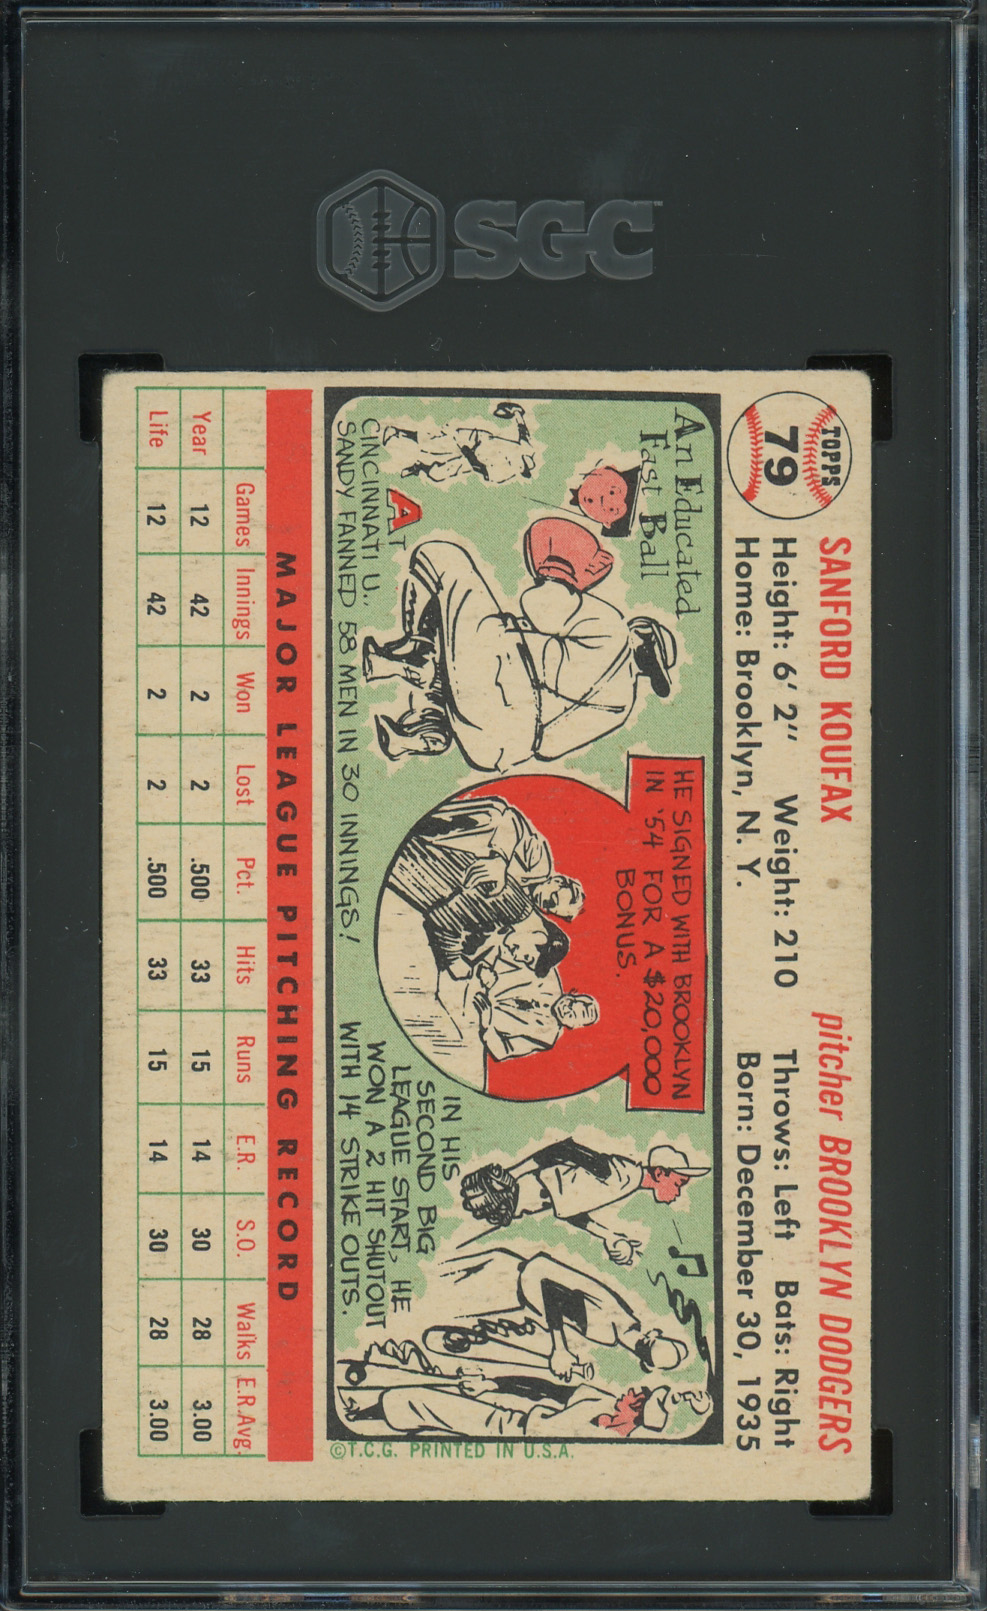 SGC
TOPPS
79
SANFORD KOUFAX pitcher BROOKLYN DODGERS
Height: 6' 2" Weight: 210 Throws: Left Bats: Right
Home: Brooklyn, N. Y. Born: December 30, 1935
An Educated
Fast Ball
AT
CINCINNATI U.,
SANDY FANNED 58 MEN IN 30 INNINGS!
HE SIGNED WITH BROOKLYN
IN '54 FOR A $20,000
BONUS.
IN HIS
SECOND BIG
LEAGUE START, HE
WON A 2 HIT SHUTOUT
WITH 14 STRIKE OUTS.
©T.C.G. PRINTED IN U.S.A.
MAJOR LEAGUE PITCHING RECORD
Games Innings Won Lost Pct. Hits Runs E.R. S.O. Walks E.R.Avg.
Year 12 42 2 2 .500 33 15 14 30 28 3.00
Life 12 42 2 2 .500 33 15 14 30 28 3.00